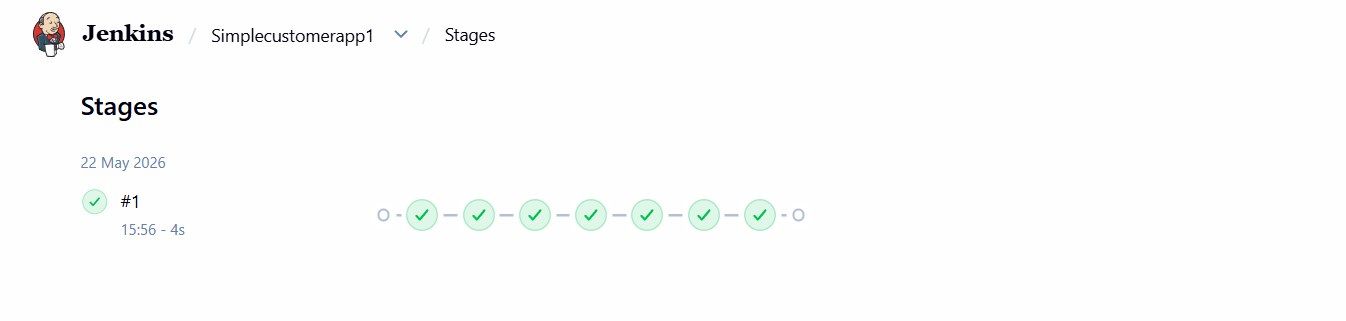 Jenkins / Simplecustomerapp1 / Stages
Stages
22 May 2026
#1
15:56 - 4s